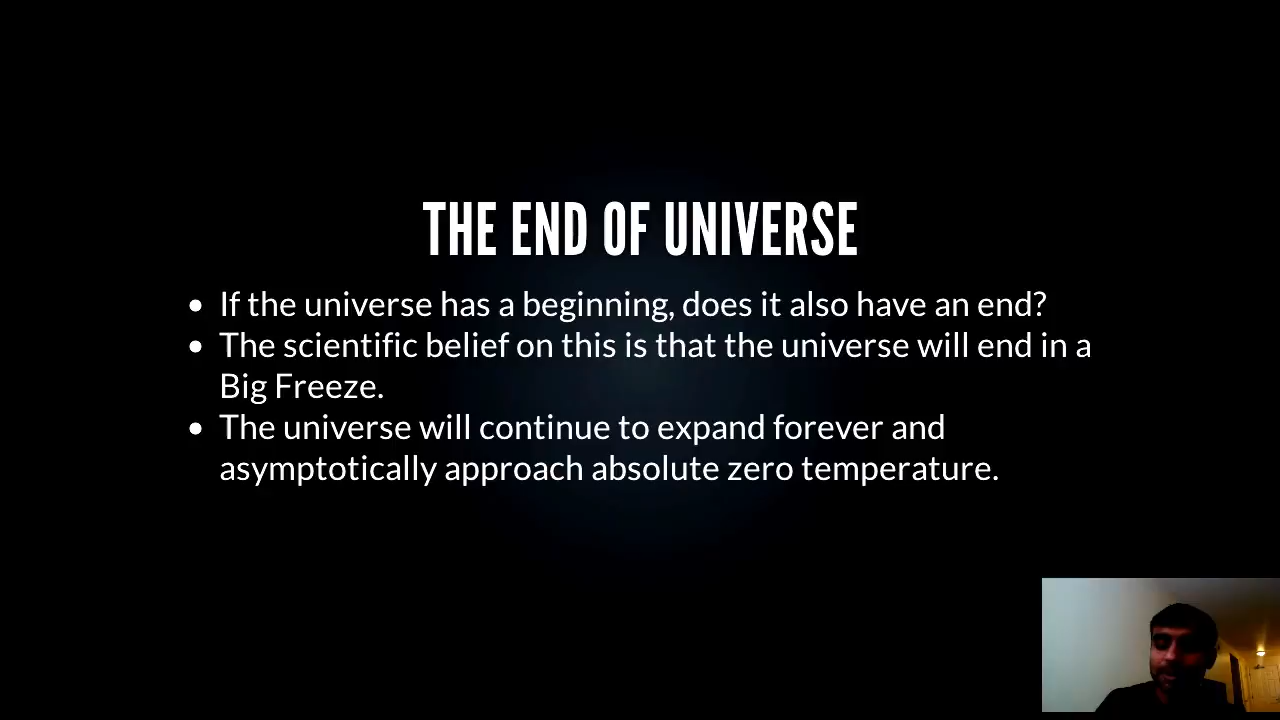 THE END OF UNIVERSE
• If the universe has a beginning, does it also have an end?
• The scientific belief on this is that the universe will end in a
Big Freeze.
• The universe will continue to expand forever and
asymptotically approach absolute zero temperature.